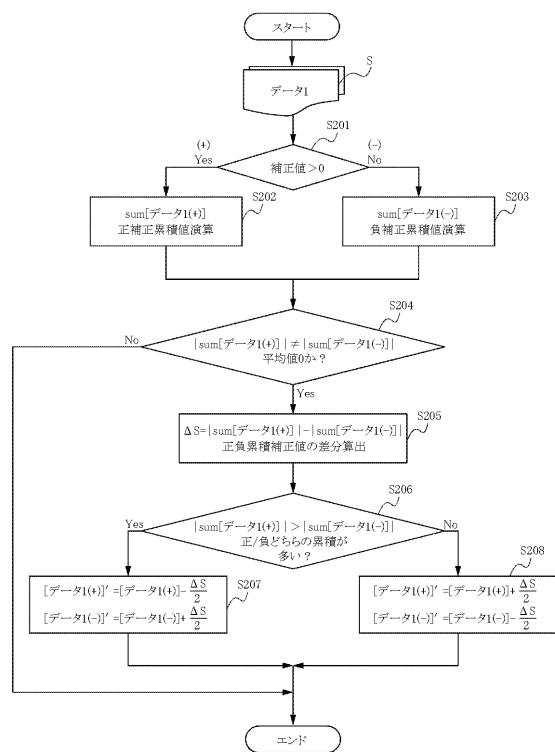 スタート
S
データ1
S201
(+)
Yes
(-)
No
補正値>0
S202
sum[データ1(+)]
正補正累積値演算
S203
sum[データ1(-)]
負補正累積値演算
S204
No
|sum[データ1(+)]|≠|sum[データ1(-)]|
平均値0か?
Yes
S205
ΔS=|sum[データ1(+)]|-|sum[データ1(-)]|
正負累積補正値の差分算出
S206
Yes
|sum[データ1(+)]|>|sum[データ1(-)]|
正/負どちらの累積が
多い?
No
S207
[データ1(+)]'=[データ1(+)]-ΔS/2
[データ1(-)]'=[データ1(-)]+ΔS/2
S208
[データ1(+)]'=[データ1(+)]+ΔS/2
[データ1(-)]'=[データ1(-)]-ΔS/2
エンド